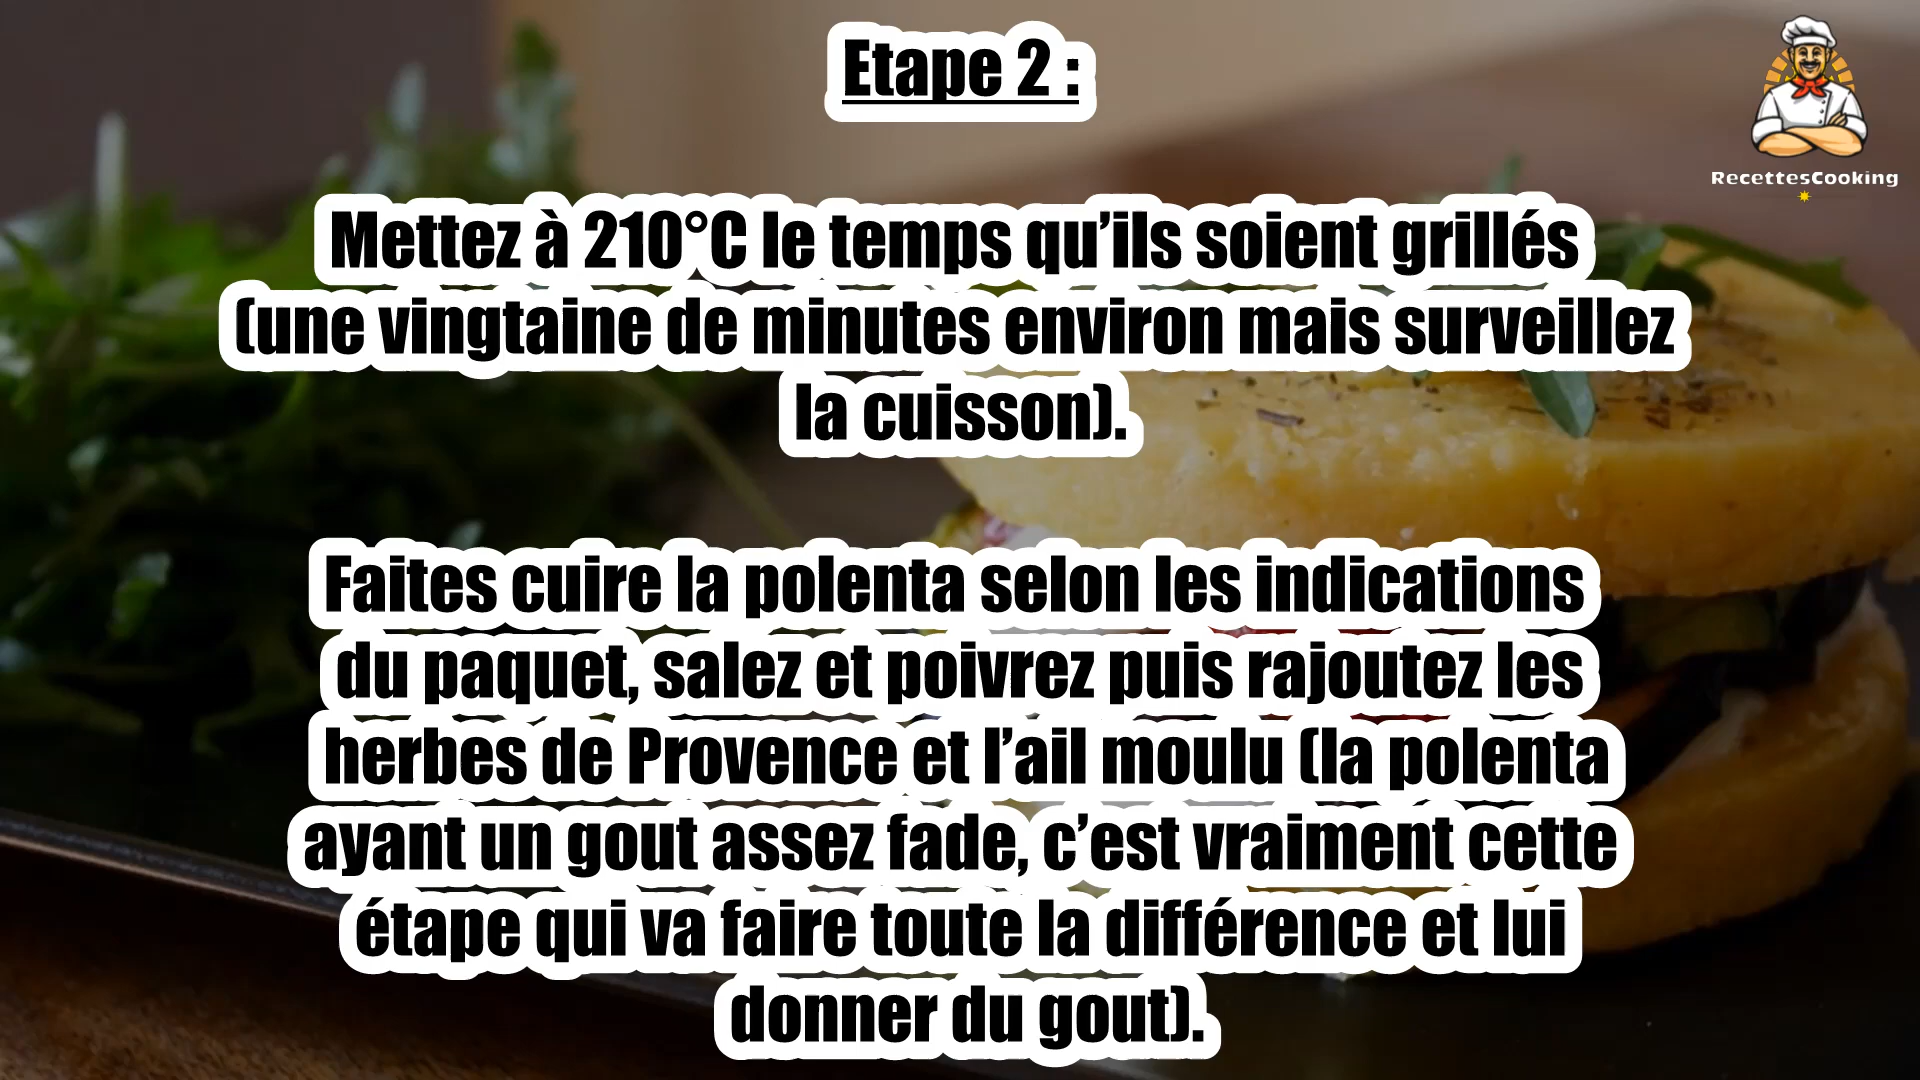 Etape 2 :
RecettesCooking
Mettez à 210°C le temps qu’ils soient grillés
(une vingtaine de minutes environ mais surveillez
la cuisson).
Faites cuire la polenta selon les indications
du paquet, salez et poivrez puis rajoutez les
herbes de Provence et l’ail moulu (la polenta
ayant un gout assez fade, c’est vraiment cette
étape qui va faire toute la différence et lui
donner du gout).